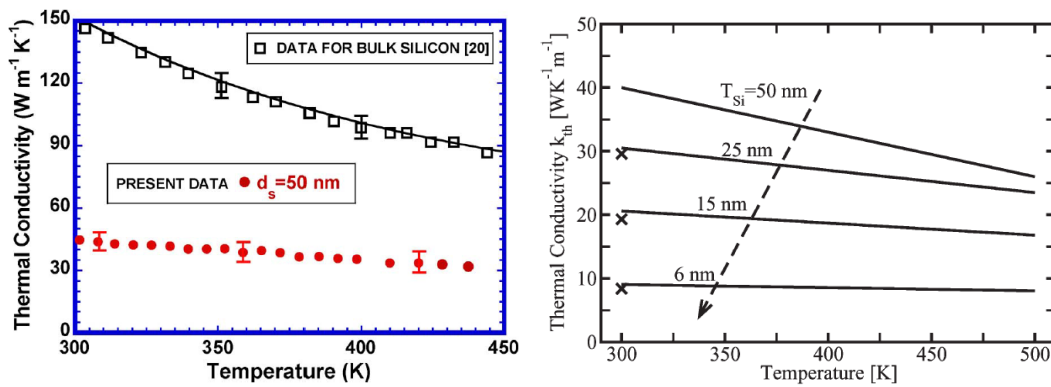 Thermal Conductivity (W m⁻¹ K⁻¹)
150
120
90
60
30
0
DATA FOR BULK SILICON [20]
PRESENT DATA d_s=50 nm
300
350
400
450
Temperature (K)
Thermal Conductivity k_th [WK⁻¹m⁻¹]
50
40
30
20
10
0
T_Si=50 nm
25 nm
15 nm
6 nm
300
350
400
450
500
Temperature [K]